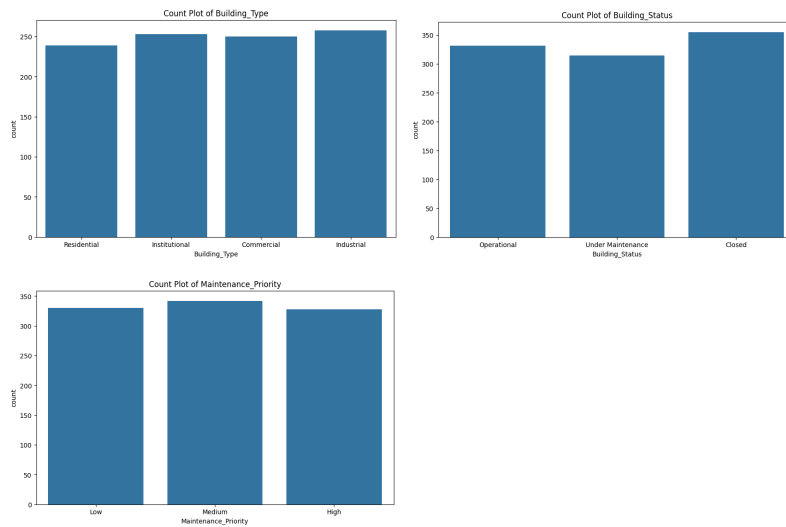 Count Plot of Building_Type
250
200
150
100
50
0
count
Residential Institutional Commercial Industrial
Building_Type
Count Plot of Building_Status
350
300
250
200
150
100
50
0
count
Operational Under Maintenance Closed
Building_Status
Count Plot of Maintenance_Priority
350
300
250
200
150
100
50
0
count
Low Medium High
Maintenance_Priority